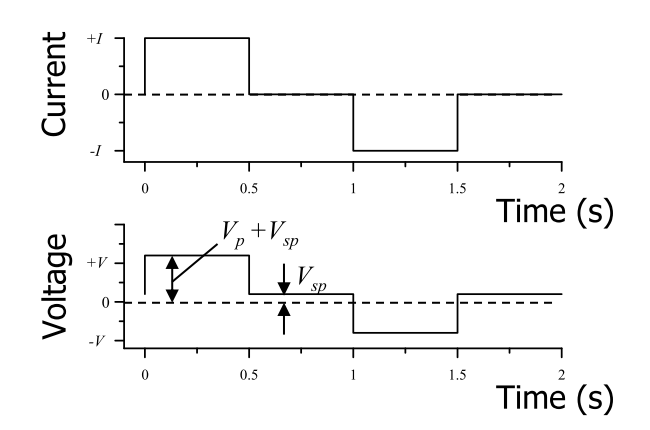 Current
+I
0
-I
0 0.5 1 1.5 2
Time (s)
Voltage
V_p + V_sp
V_sp
+V
0
-V
0 0.5 1 1.5 2
Time (s)